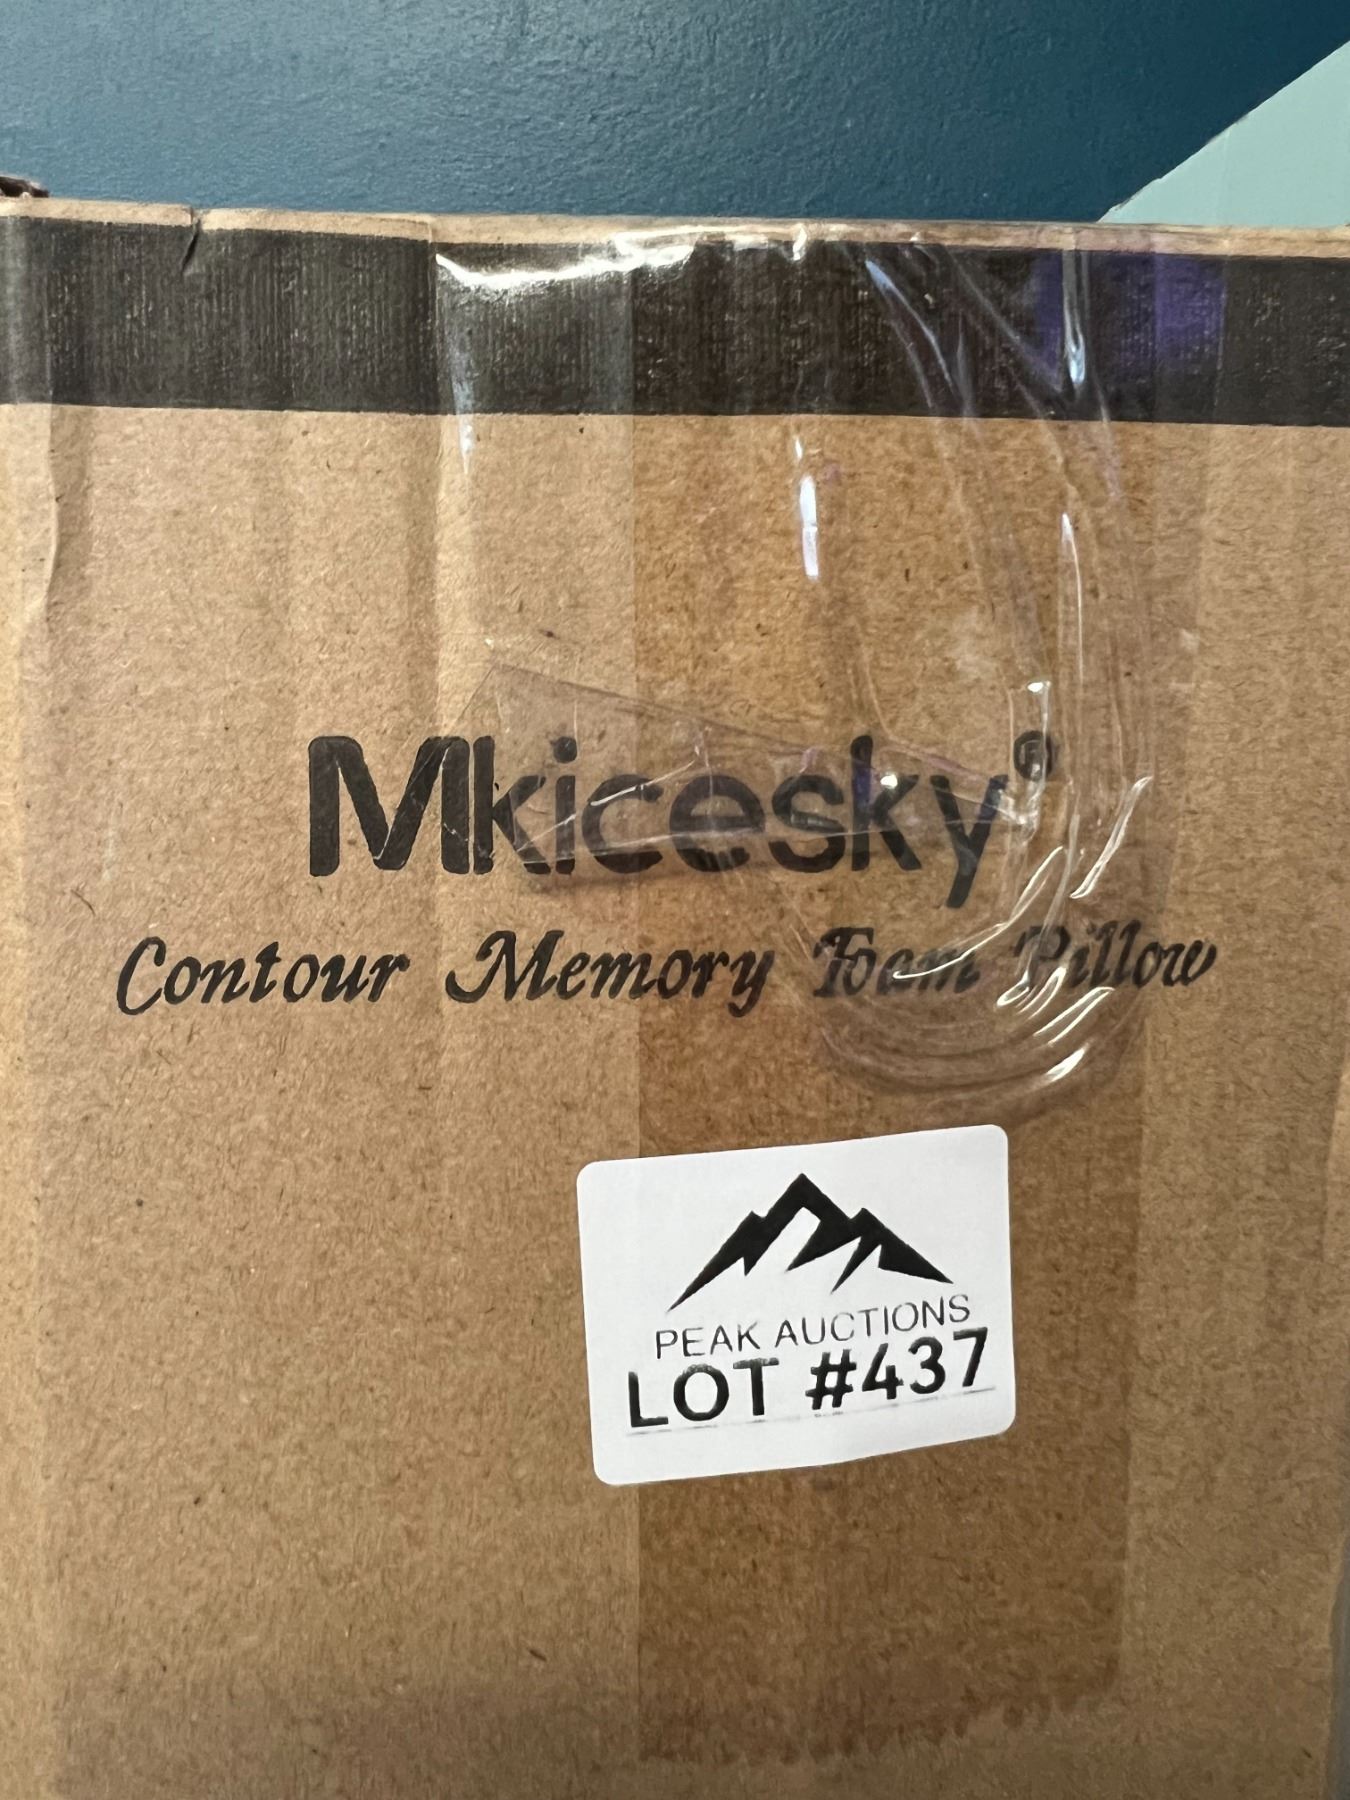 Mkicesky®
Contour Memory Foam Pillow
PEAK AUCTIONS
LOT #437